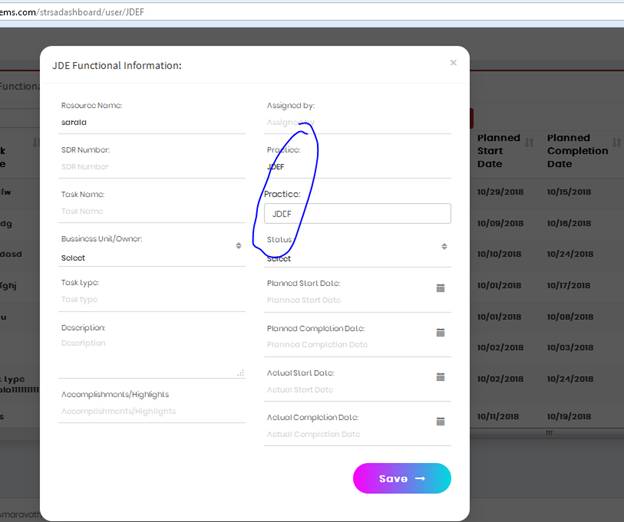 ems.com/strsadashboard/user/JDEF
JDE Functional Information:
×
Resource Name:
sarala
SDR Number:
SDR Number
Task Name:
Task Name
Bussiness Unit/Owner:
Select
Task type:
Task type
Description:
Description
Accomplishments/Highlights
Accomplishments/Highlights
Assigned by:
Assigned by
Practice:
JDEF
Practice:
JDEF
Status:
Select
Planned Start Date:
Planned Start Date
Planned Completion Date:
Planned Completion Date
Actual Start Date:
Actual Start Date
Actual Completion Date:
Actual Completion Date
Save →
Functiona
k
e
fw
dg
dasd
fghj
u
type
s
Planned
Start
Date
Planned
Completion
Date
10/29/2018 10/15/2018
10/09/2018 10/16/2018
10/10/2018 10/24/2018
10/01/2018 10/17/2018
10/01/2018 10/08/2018
10/02/2018 10/03/2018
10/02/2018 10/24/2018
10/11/2018 10/19/2018